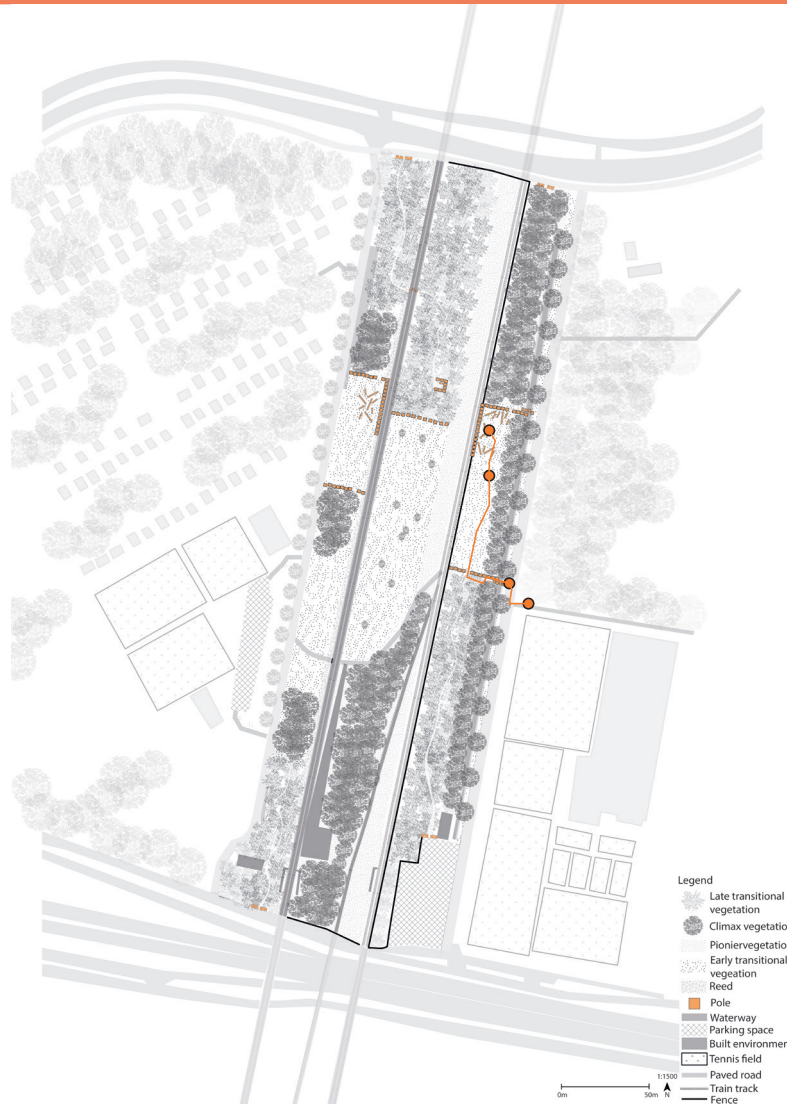 Legend
Late transitional
vegetation
Climax vegetatio
Pioniervegetatio
Early transitional
vegeation
Reed
Pole
Waterway
Parking space
Built environmen
Tennis field
Paved road
Train track
Fence
1:1500
0m 50m N